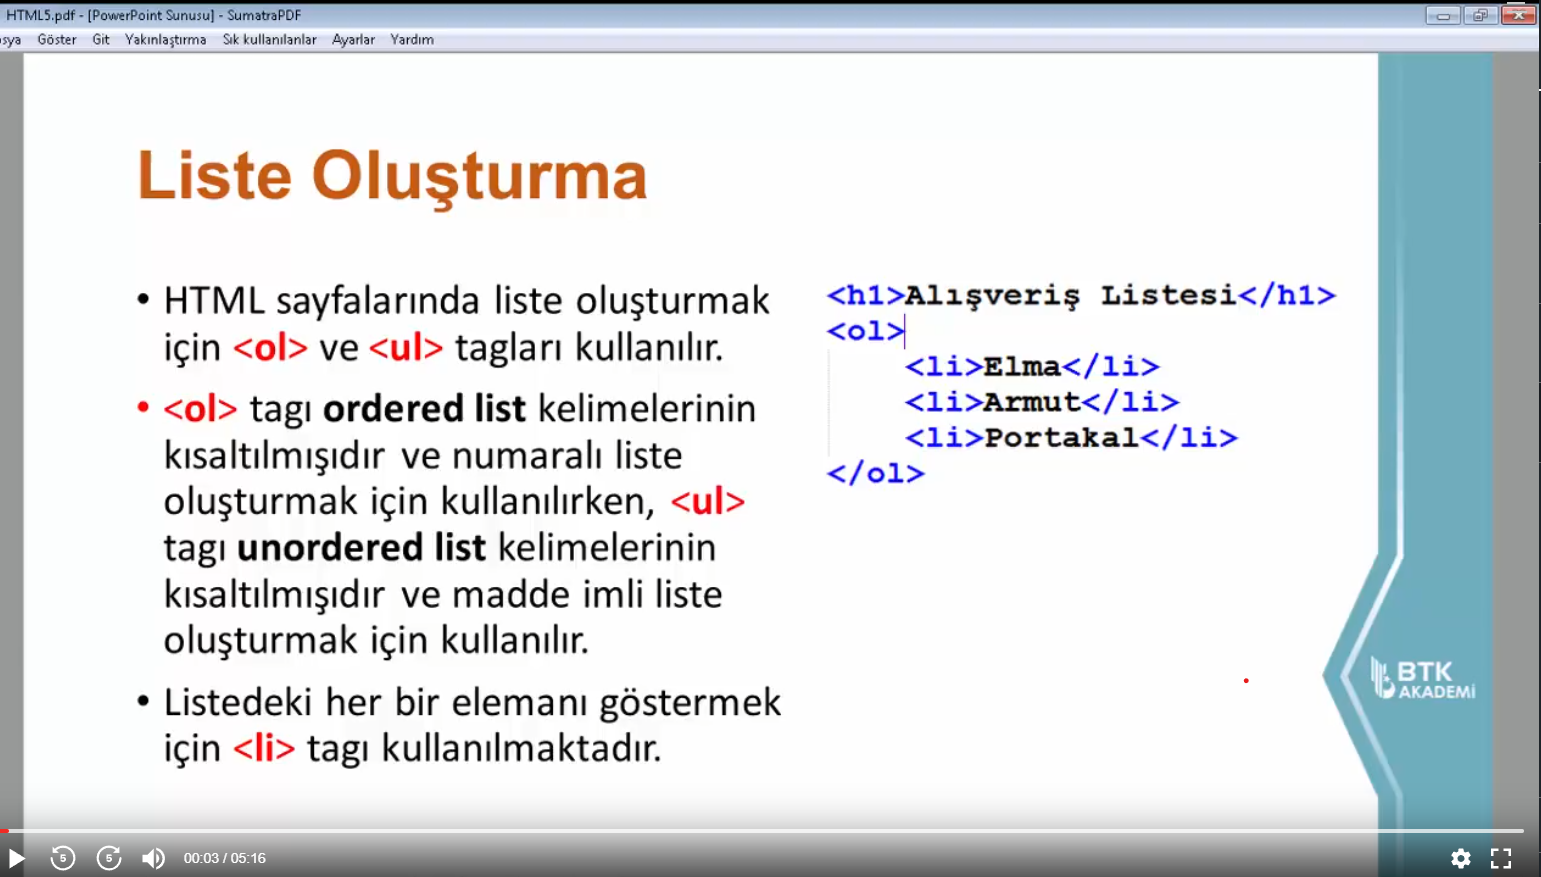 HTML5.pdf - [PowerPoint Sunusu] - SumatraPDF
osya Göster Git Yakınlaştırma Sık kullanılanlar Ayarlar Yardım
Liste Oluşturma
• HTML sayfalarında liste oluşturmak
için <ol> ve <ul> tagları kullanılır.
• <ol> tagı ordered list kelimelerinin
kısaltılmışıdır ve numaralı liste
oluşturmak için kullanılırken, <ul>
tagı unordered list kelimelerinin
kısaltılmışıdır ve madde imli liste
oluşturmak için kullanılır.
• Listedeki her bir elemanı göstermek
için <li> tagı kullanılmaktadır.
<h1>Alışveriş Listesi</h1>
<ol>
<li>Elma</li>
<li>Armut</li>
<li>Portakal</li>
</ol>
BTK
AKADEMİ
5 5 00:03 / 05:16